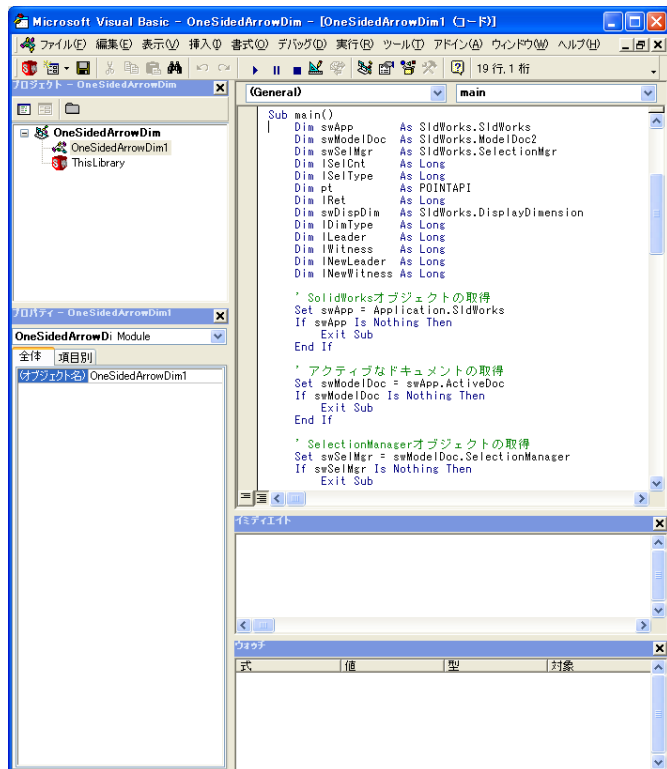 Microsoft Visual Basic - OneSidedArrowDim - [OneSidedArrowDim1 (コード)]
ファイル(F) 編集(E) 表示(V) 挿入(I) 書式(O) デバッグ(D) 実行(R) ツール(T) アドイン(A) ウィンドウ(W) ヘルプ(H)
19 行, 1 桁
プロジェクト - OneSidedArrowDim
OneSidedArrowDim
OneSidedArrowDim1
ThisLibrary
プロパティ - OneSidedArrowDim1
OneSidedArrowDi Module
全体 項目別
(オブジェクト名) OneSidedArrowDim1
(General) main
Sub main()
Dim swApp As SldWorks.SldWorks
Dim swModelDoc As SldWorks.ModelDoc2
Dim swSelMgr As SldWorks.SelectionMgr
Dim lSelCnt As Long
Dim lSelType As Long
Dim pt As POINTAPI
Dim lRet As Long
Dim swDispDim As SldWorks.DisplayDimension
Dim lDimType As Long
Dim lLeader As Long
Dim lWitness As Long
Dim lNewLeader As Long
Dim lNewWitness As Long
' SolidWorksオブジェクトの取得
Set swApp = Application.SldWorks
If swApp Is Nothing Then
Exit Sub
End If
' アクティブなドキュメントの取得
Set swModelDoc = swApp.ActiveDoc
If swModelDoc Is Nothing Then
Exit Sub
End If
' SelectionManagerオブジェクトの取得
Set swSelMgr = swModelDoc.SelectionManager
If swSelMgr Is Nothing Then
Exit Sub
イミディエイト
ウォッチ
式 値 型 対象